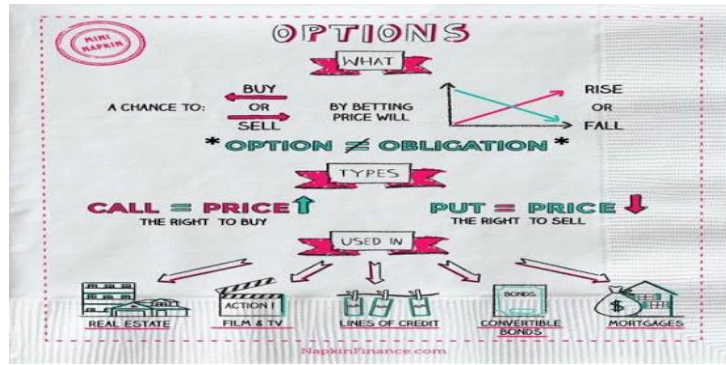 MINI
NAPKIN
OPTIONS
WHAT
A CHANCE TO:
BUY
OR
SELL
BY BETTING
PRICE WILL
RISE
OR
FALL
* OPTION ≠ OBLIGATION *
TYPES
CALL = PRICE ↑
THE RIGHT TO BUY
PUT = PRICE ↓
THE RIGHT TO SELL
USED IN
REAL ESTATE
ACTION!
FILM & TV
LINES OF CREDIT
BONDS
CONVERTIBLE
BONDS
$
MORTGAGES
NapkinFinance.com